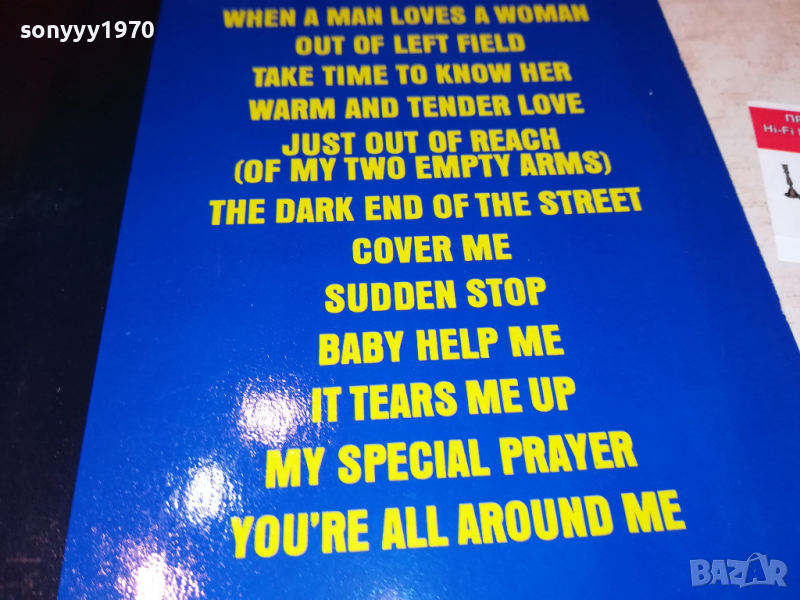 sonyyy1970
WHEN A MAN LOVES A WOMAN
OUT OF LEFT FIELD
TAKE TIME TO KNOW HER
WARM AND TENDER LOVE
JUST OUT OF REACH
(OF MY TWO EMPTY ARMS)
THE DARK END OF THE STREET
COVER ME
SUDDEN STOP
BABY HELP ME
IT TEARS ME UP
MY SPECIAL PRAYER
YOU'RE ALL AROUND ME
Hi-Fi
BAZAR